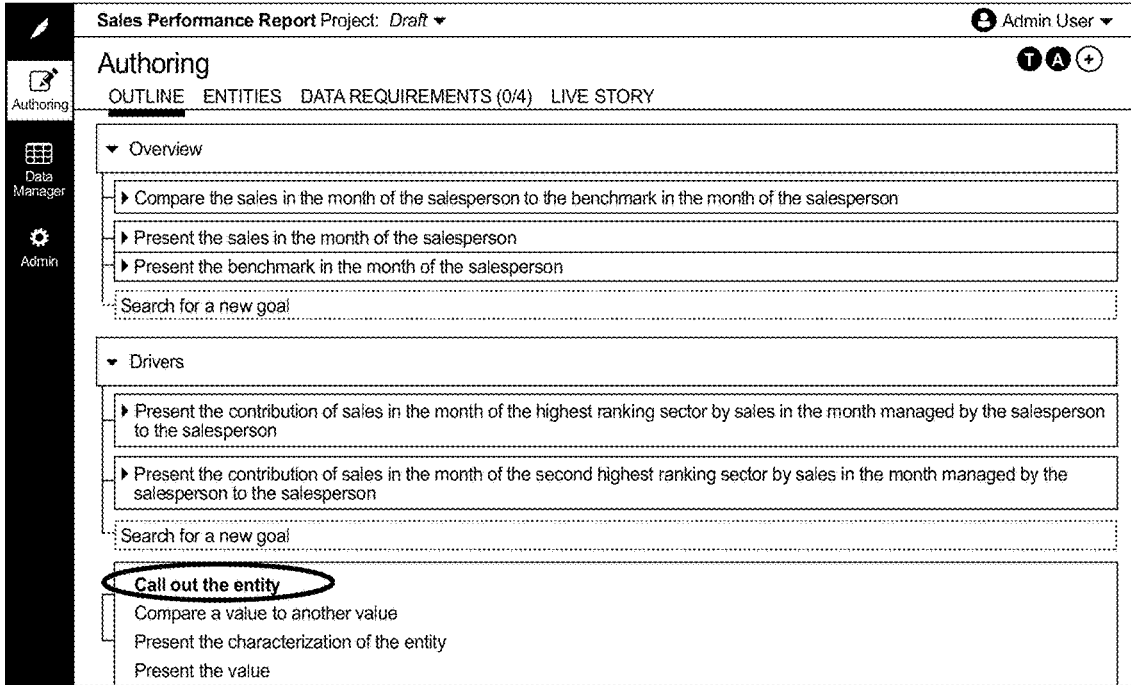 Sales Performance Report Project: Draft
Admin User
Authoring
T A +
OUTLINE ENTITIES DATA REQUIREMENTS (0/4) LIVE STORY
Authoring
Data
Manager
Admin
Overview
Compare the sales in the month of the salesperson to the benchmark in the month of the salesperson
Present the sales in the month of the salesperson
Present the benchmark in the month of the salesperson
Search for a new goal
Drivers
Present the contribution of sales in the month of the highest ranking sector by sales in the month managed by the salesperson
to the salesperson
Present the contribution of sales in the month of the second highest ranking sector by sales in the month managed by the
salesperson to the salesperson
Search for a new goal
Call out the entity
Compare a value to another value
Present the characterization of the entity
Present the value